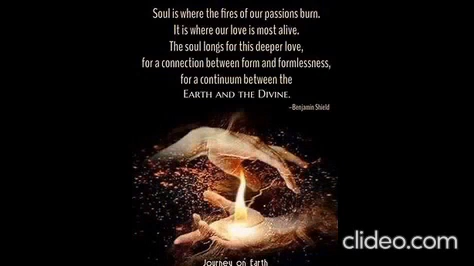 Soul is where the fires of our passions burn.
It is where our love is most alive.
The soul longs for this deeper love,
for a connection between form and formlessness,
for a continuum between the
EARTH AND THE DIVINE.
~Benjamin Shield
Journey on Earth
clideo.com